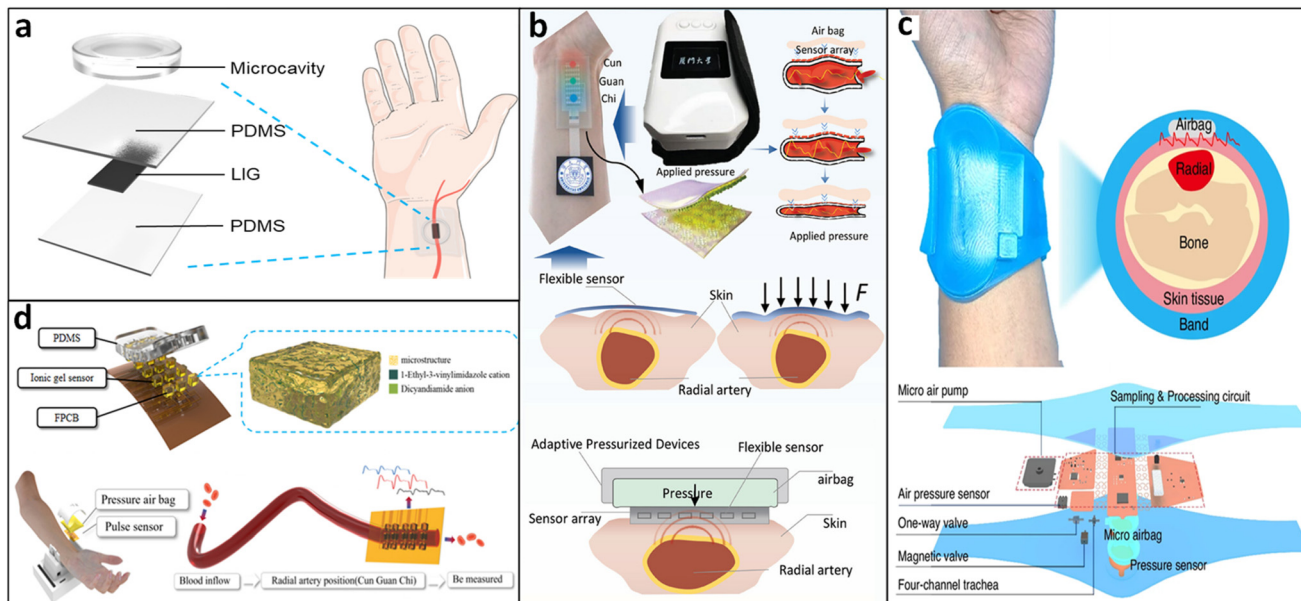 a
Microcavity
PDMS
LIG
PDMS
b
Cun
Guan
Chi
Air bag
Sensor array
Applied pressure
Applied pressure
Flexible sensor
Skin
F
Radial artery
Adaptive Pressurized Devices
Flexible sensor
airbag
Pressure
Sensor array
Skin
Radial artery
c
Airbag
Radial
Bone
Skin tissue
Band
Micro air pump
Sampling & Processing circuit
Air pressure sensor
One-way valve
Micro airbag
Magnetic valve
Pressure sensor
Four-channel trachea
d
PDMS
Ionic gel sensor
FPCB
microstructure
1-Ethyl-3-vinylimidazole cation
Dicyandiamide anion
Pressure air bag
Pulse sensor
Blood inflow
Radial artery position(Cun Guan Chi)
Be measured